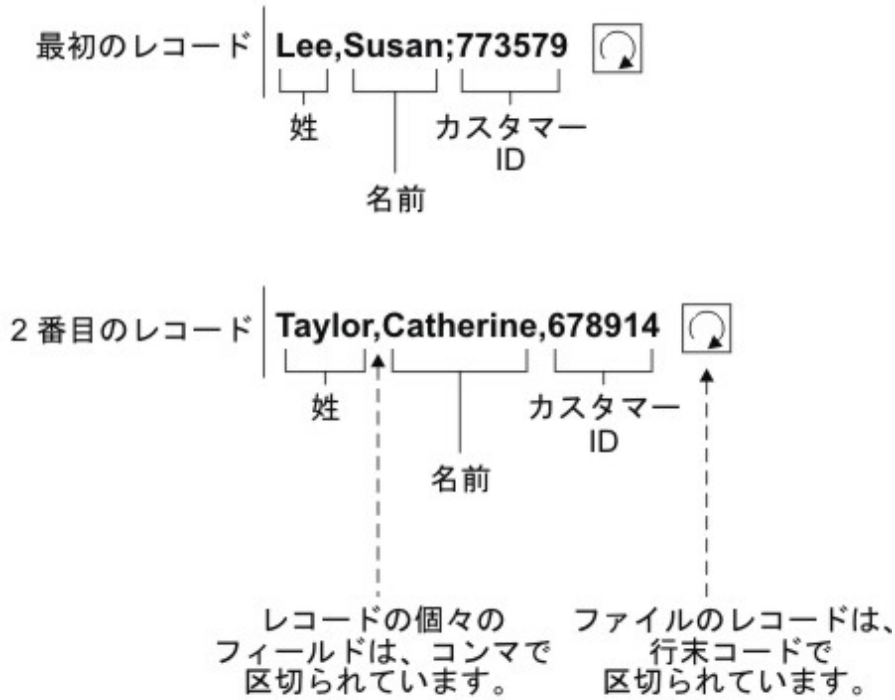 最初のレコード Lee,Susan;773579
姓 カスタマー
ID
名前
2 番目のレコード Taylor,Catherine,678914
姓 カスタマー
ID
名前
レコードの個々の
フィールドは、コンマで
区切られています。
ファイルのレコードは、
行末コードで
区切られています。